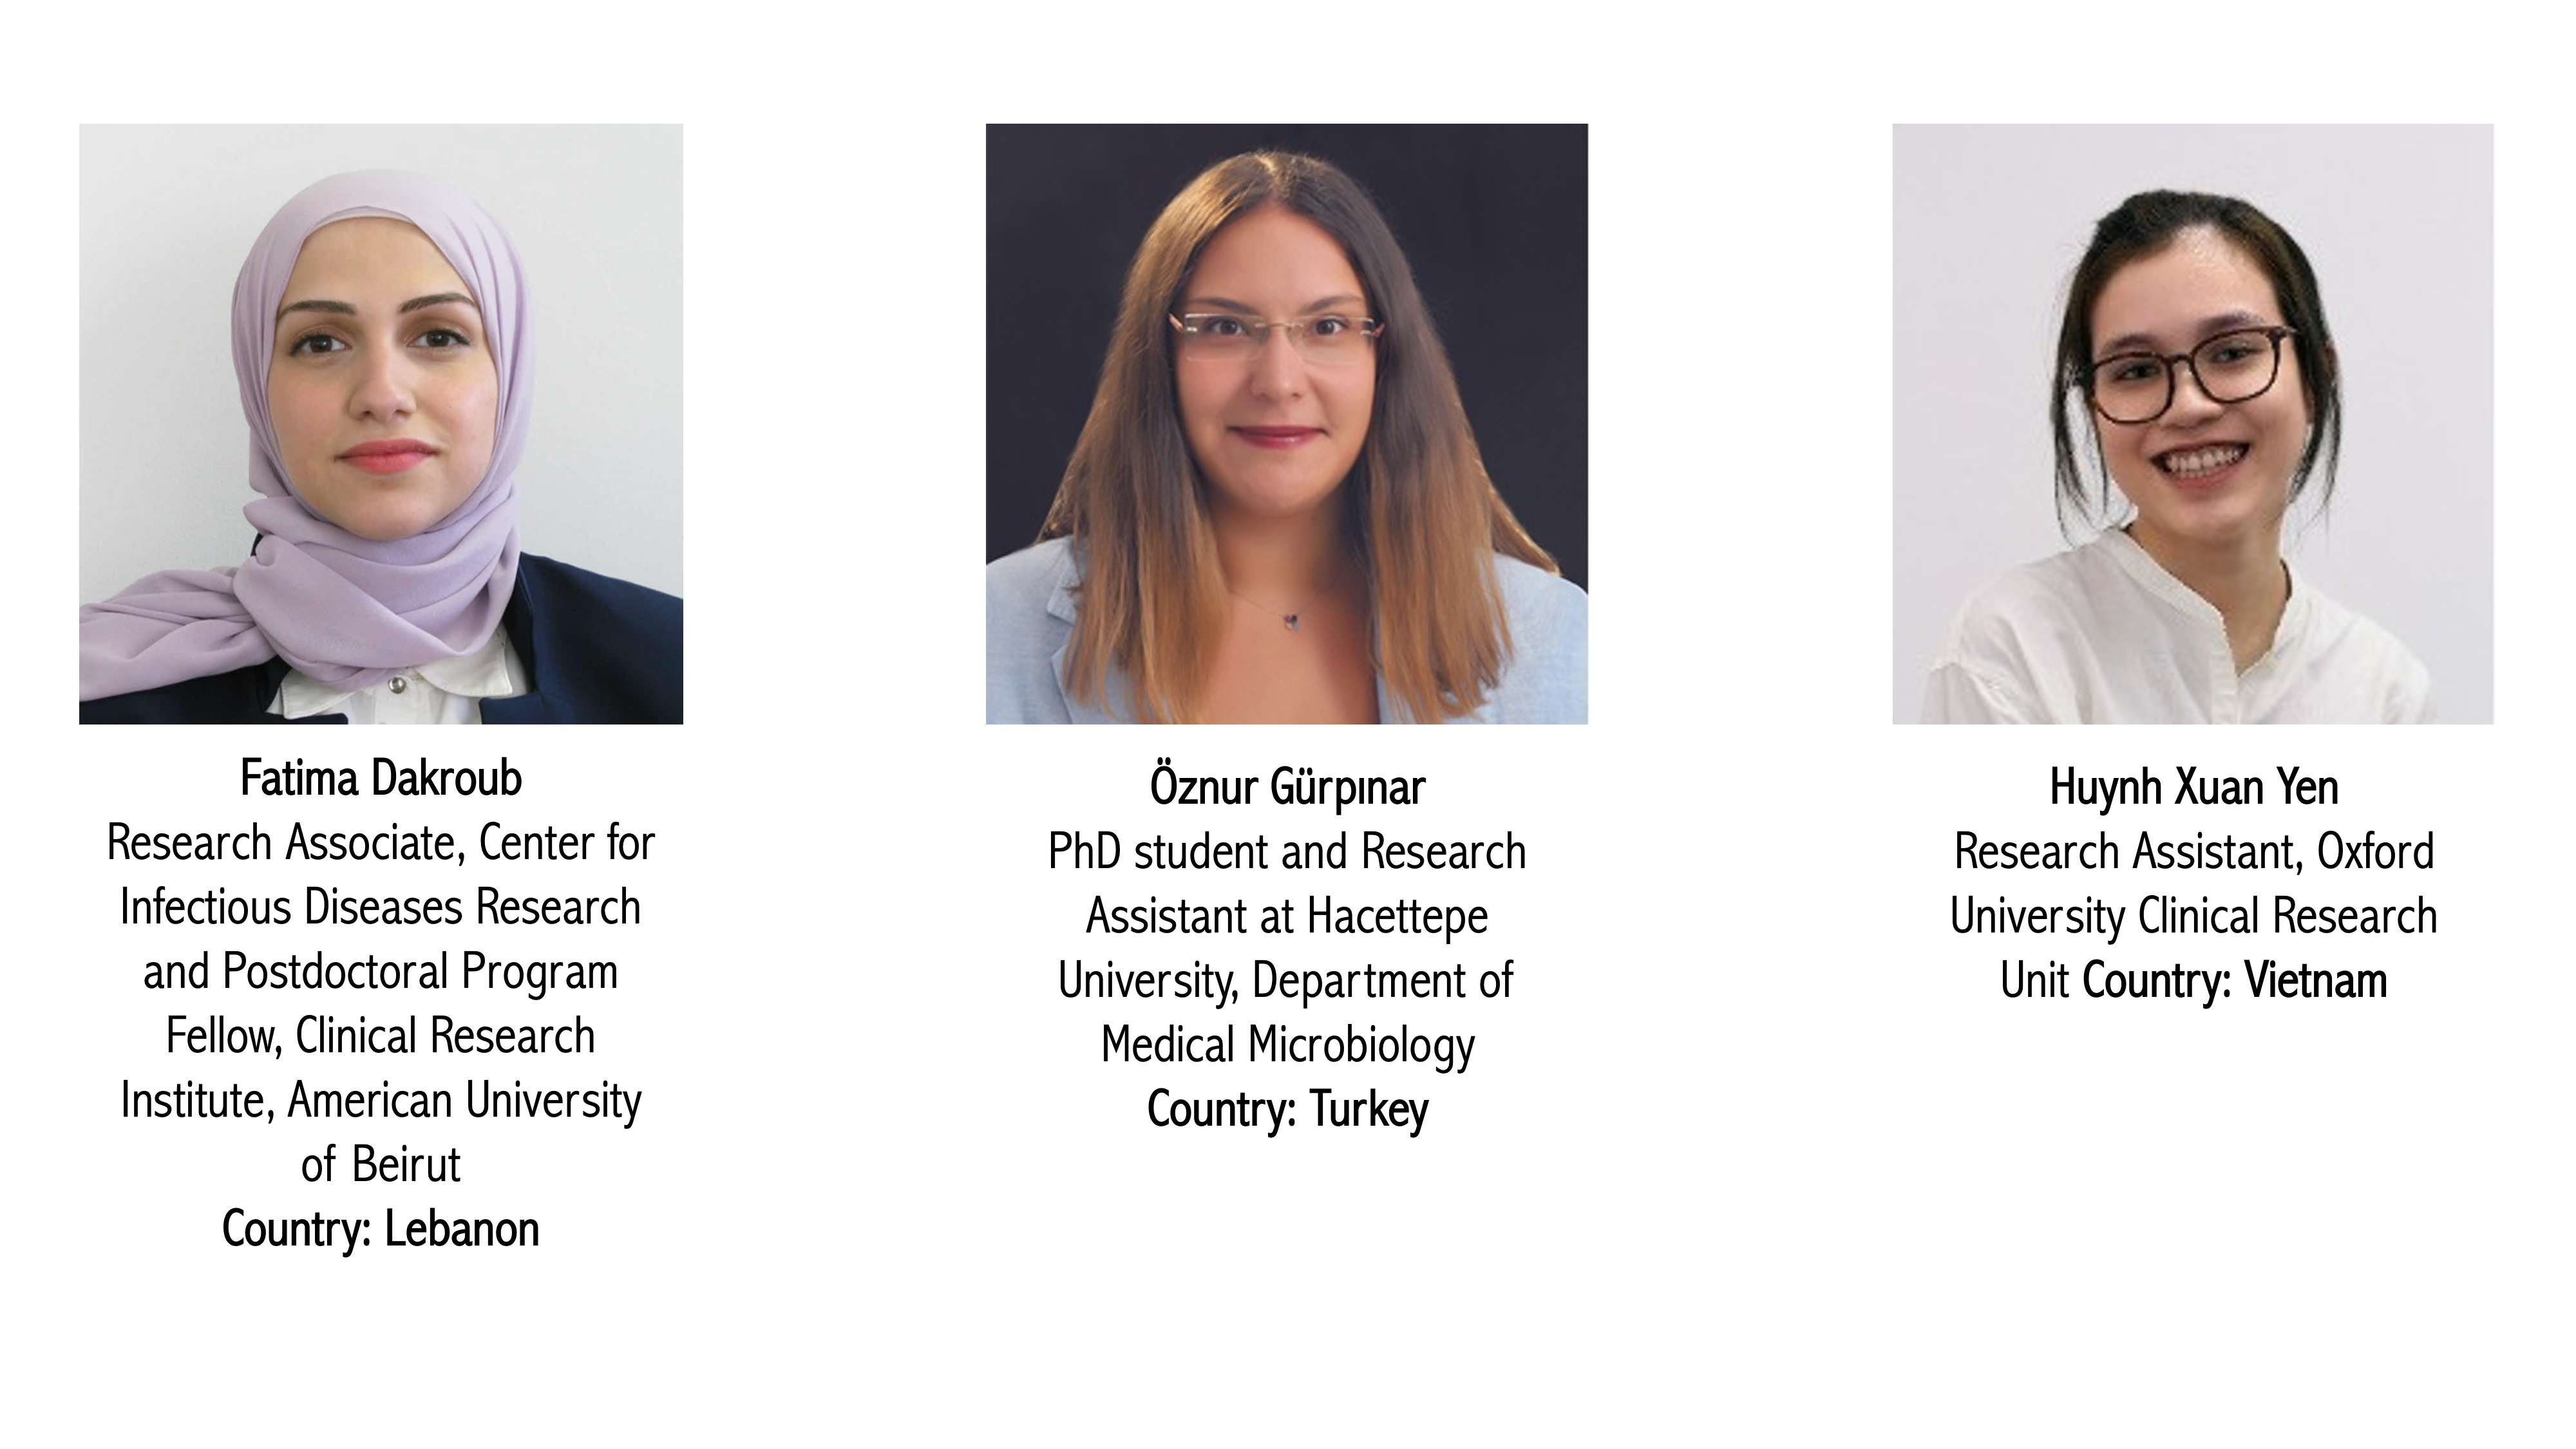 Fatima Dakroub
Research Associate, Center for
Infectious Diseases Research
and Postdoctoral Program
Fellow, Clinical Research
Institute, American University
of Beirut
Country: Lebanon
Öznur Gürpınar
PhD student and Research
Assistant at Hacettepe
University, Department of
Medical Microbiology
Country: Turkey
Huynh Xuan Yen
Research Assistant, Oxford
University Clinical Research
Unit Country: Vietnam